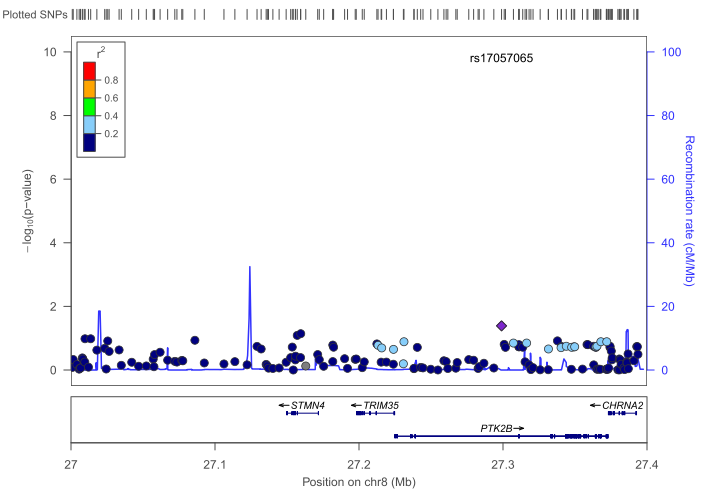 Plotted SNPs
rs17057065
r2
0.8
0.6
0.4
0.2
10
8
6
4
2
0
−log10(p−value)
100
80
60
40
20
0
Recombination rate (cM/Mb)
STMN4
TRIM35
CHRNA2
PTK2B
27
27.1
27.2
27.3
27.4
Position on chr8 (Mb)